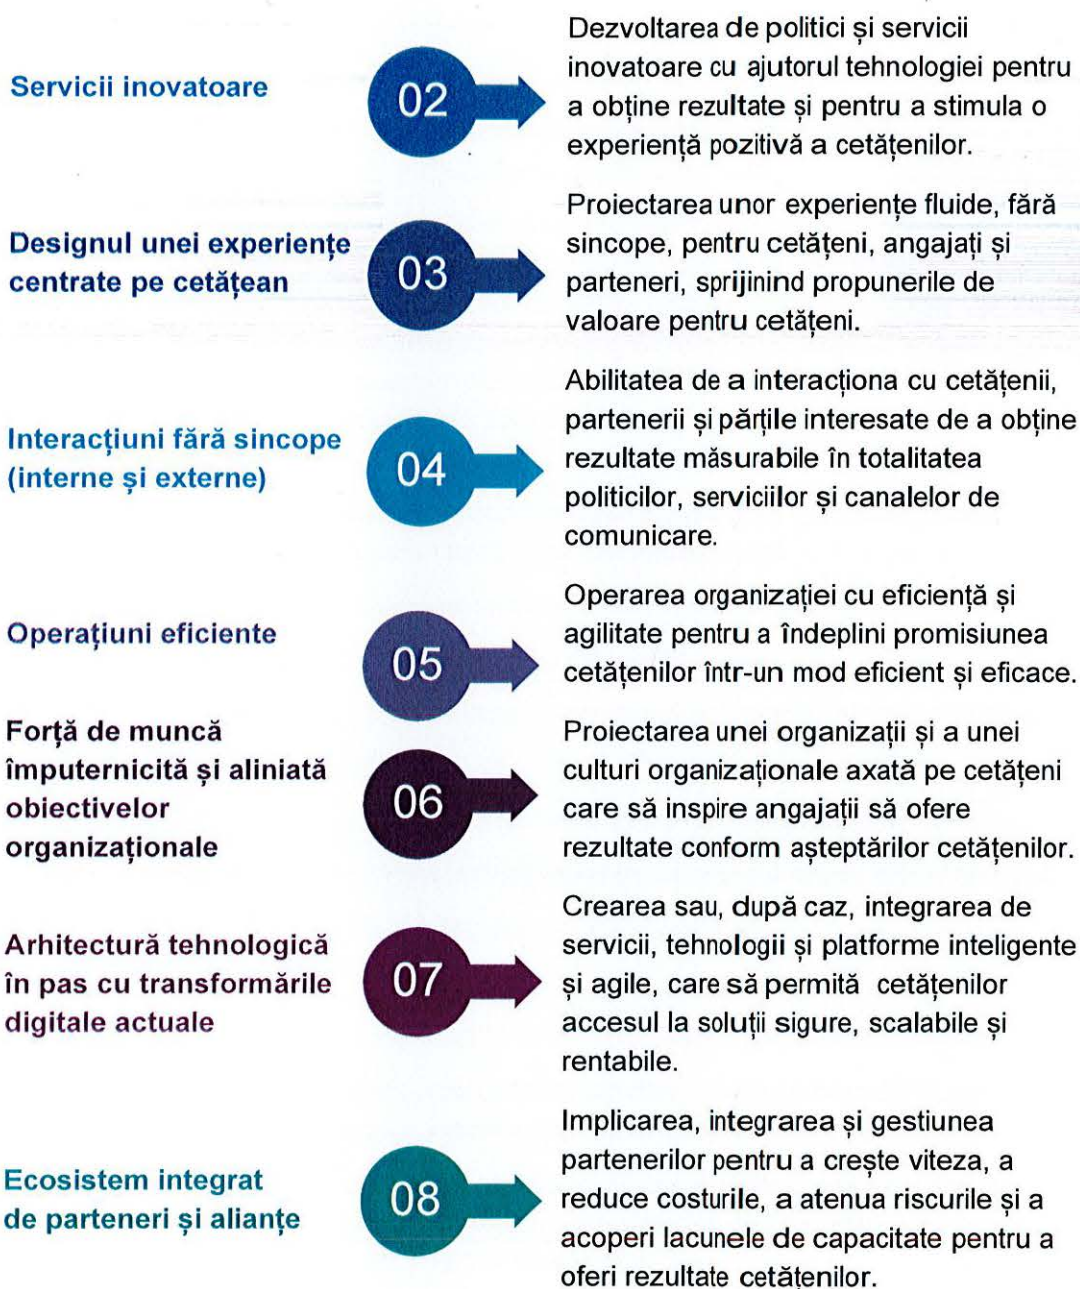 Servicii inovatoare
02
Dezvoltarea de politici și servicii
inovatoare cu ajutorul tehnologiei pentru
a obține rezultate și pentru a stimula o
experiență pozitivă a cetățenilor.
Designul unei experiențe
centrate pe cetățean
03
Proiectarea unor experiențe fluide, fără
sincope, pentru cetățeni, angajați și
parteneri, sprijinind propunerile de
valoare pentru cetățeni.
Interacțiuni fără sincope
(interne și externe)
04
Abilitatea de a interacționa cu cetățenii,
partenerii și părțile interesate de a obține
rezultate măsurabile în totalitatea
politicilor, serviciilor și canalelor de
comunicare.
Operațiuni eficiente
05
Operarea organizației cu eficiență și
agilitate pentru a îndeplini promisiunea
cetățenilor într-un mod eficient și eficace.
Forță de muncă
împuternicită și aliniată
obiectivelor
organizaționale
06
Proiectarea unei organizații și a unei
culturi organizaționale axată pe cetățeni
care să inspire angajații să ofere
rezultate conform așteptărilor cetățenilor.
Arhitectură tehnologică
în pas cu transformările
digitale actuale
07
Crearea sau, după caz, integrarea de
servicii, tehnologii și platforme inteligente
și agile, care să permită cetățenilor
accesul la soluții sigure, scalabile și
rentabile.
Ecosistem integrat
de parteneri și alianțe
08
Implicarea, integrarea și gestiunea
partenerilor pentru a crește viteza, a
reduce costurile, a atenua riscurile și a
acoperi lacunele de capacitate pentru a
oferi rezultate cetățenilor.